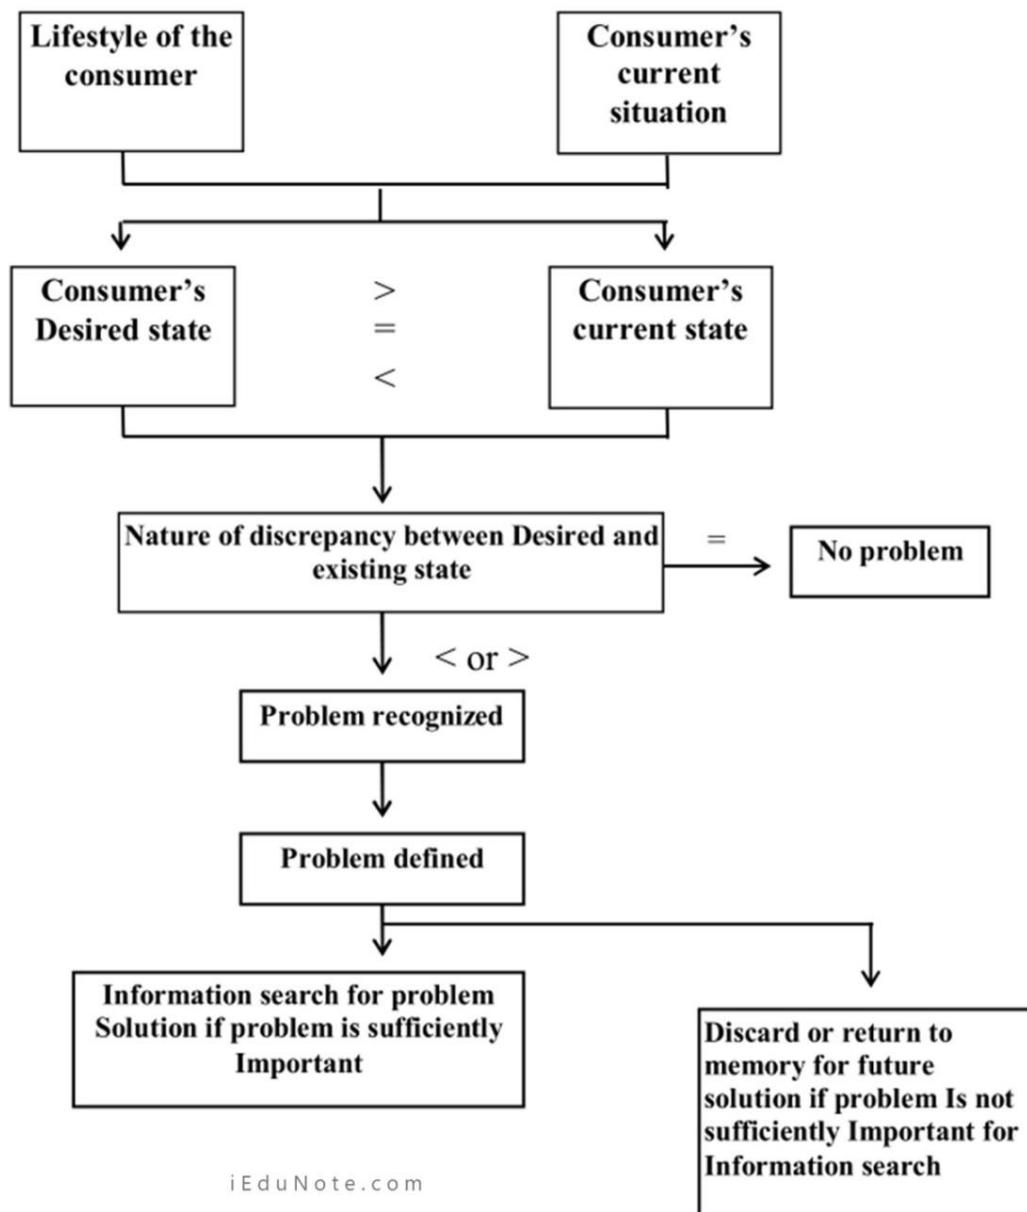 Lifestyle of the
consumer
Consumer’s
current
situation
Consumer’s
Desired state
>
=
<
Consumer’s
current state
Nature of discrepancy between Desired and
existing state
=
No problem
< or >
Problem recognized
Problem defined
Information search for problem
Solution if problem is sufficiently
Important
Discard or return to
memory for future
solution if problem Is not
sufficiently Important for
Information search
iEduNote.com